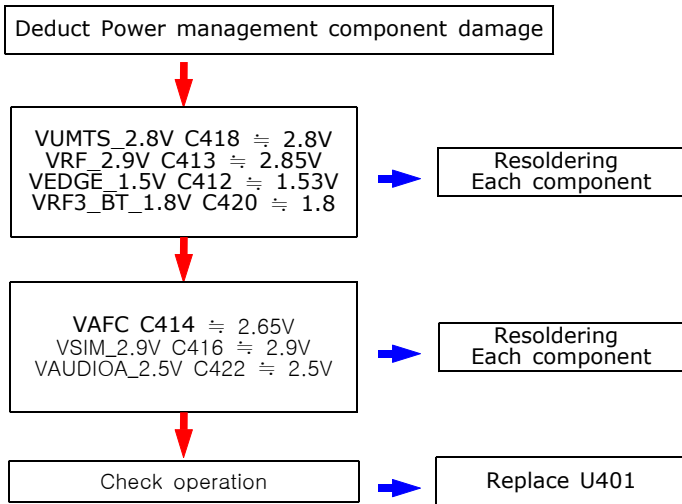 Deduct Power management component damage
VUMTS_2.8V C418 ≒ 2.8V
VRF_2.9V C413 ≒ 2.85V
VEDGE_1.5V C412 ≒ 1.53V
VRF3_BT_1.8V C420 ≒ 1.8
Resoldering
Each component
VAFC C414 ≒ 2.65V
VSIM_2.9V C416 ≒ 2.9V
VAUDIOA_2.5V C422 ≒ 2.5V
Resoldering
Each component
Check operation
Replace U401